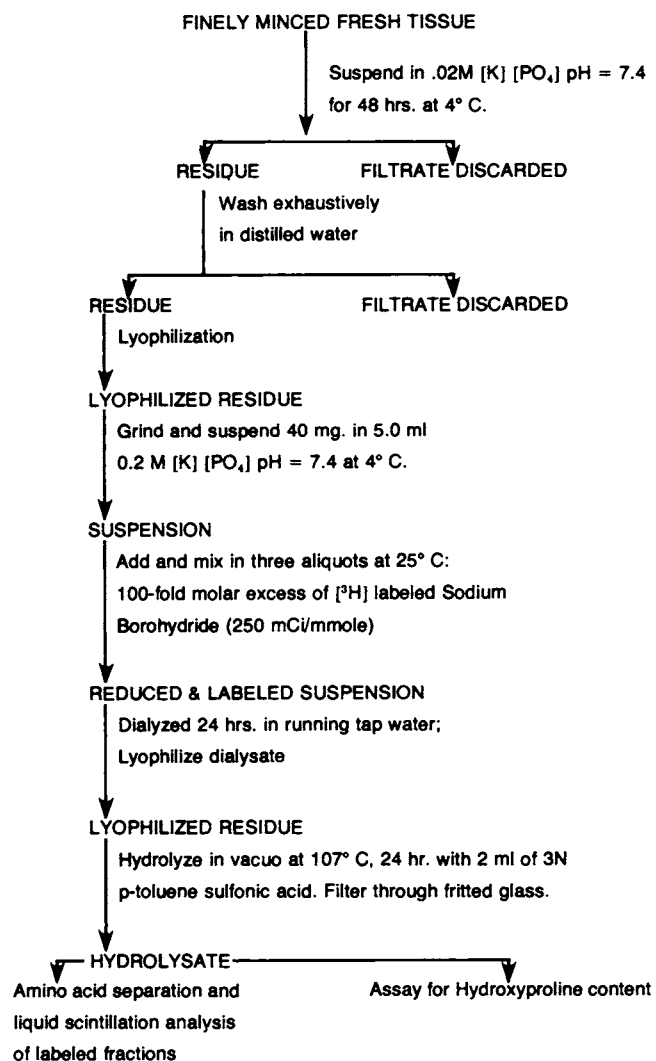 FINELY MINCED FRESH TISSUE
Suspend in .02M [K] [PO₄] pH = 7.4
for 48 hrs. at 4° C.
RESIDUE FILTRATE DISCARDED
Wash exhaustively
in distilled water
RESIDUE FILTRATE DISCARDED
Lyophilization
LYOPHILIZED RESIDUE
Grind and suspend 40 mg. in 5.0 ml
0.2 M [K] [PO₄] pH = 7.4 at 4° C.
SUSPENSION
Add and mix in three aliquots at 25° C:
100-fold molar excess of [³H] labeled Sodium
Borohydride (250 mCi/mmole)
REDUCED & LABELED SUSPENSION
Dialyzed 24 hrs. in running tap water;
Lyophilize dialysate
LYOPHILIZED RESIDUE
Hydrolyze in vacuo at 107° C, 24 hr. with 2 ml of 3N
p-toluene sulfonic acid. Filter through fritted glass.
HYDROLYSATE
Amino acid separation and
liquid scintillation analysis
of labeled fractions
Assay for Hydroxyproline content